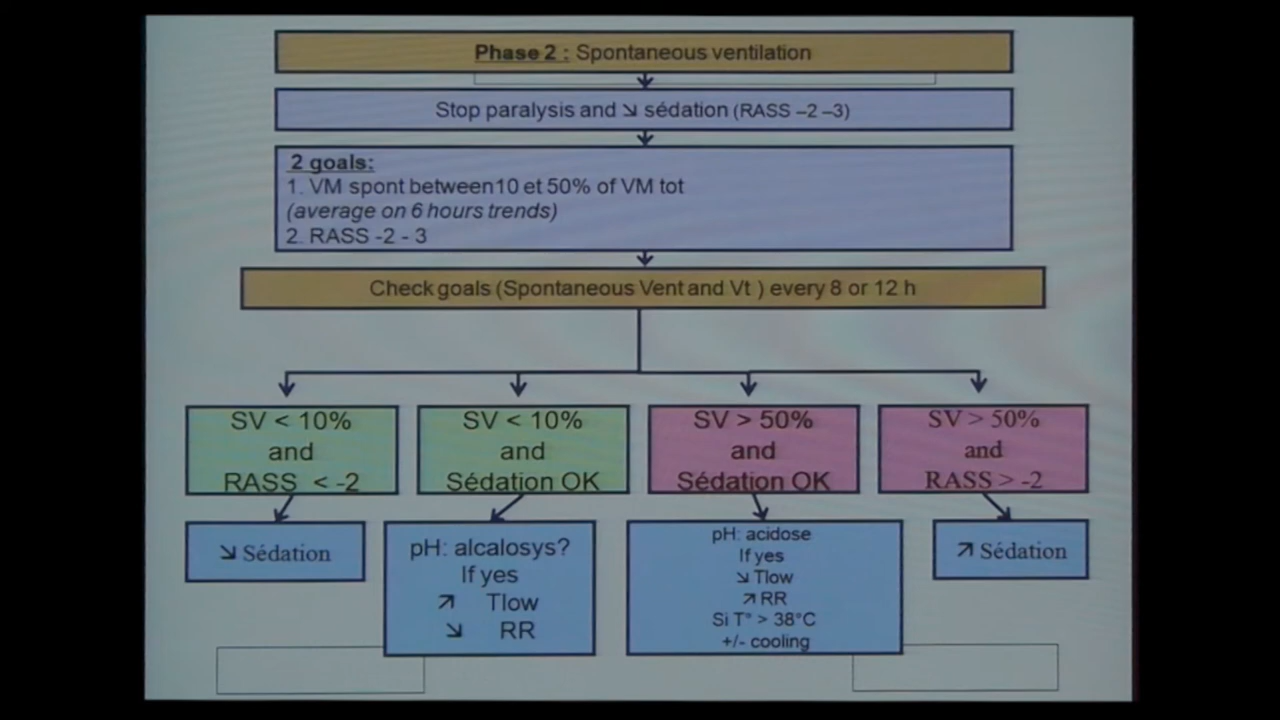 Phase 2 : Spontaneous ventilation
Stop paralysis and ↘ sédation (RASS –2 –3)
2 goals:
1. VM spont between10 et 50% of VM tot
(average on 6 hours trends)
2. RASS -2 - 3
Check goals (Spontaneous Vent and Vt ) every 8 or 12 h
SV < 10%
and
RASS < -2
SV < 10%
and
Sédation OK
SV > 50%
and
Sédation OK
SV > 50%
and
RASS > -2
↘ Sédation
pH: alcalosys?
If yes
↗ Tlow
↘ RR
pH: acidose
If yes
↘ Tlow
↗ RR
Si T° > 38°C
+/- cooling
↗ Sédation